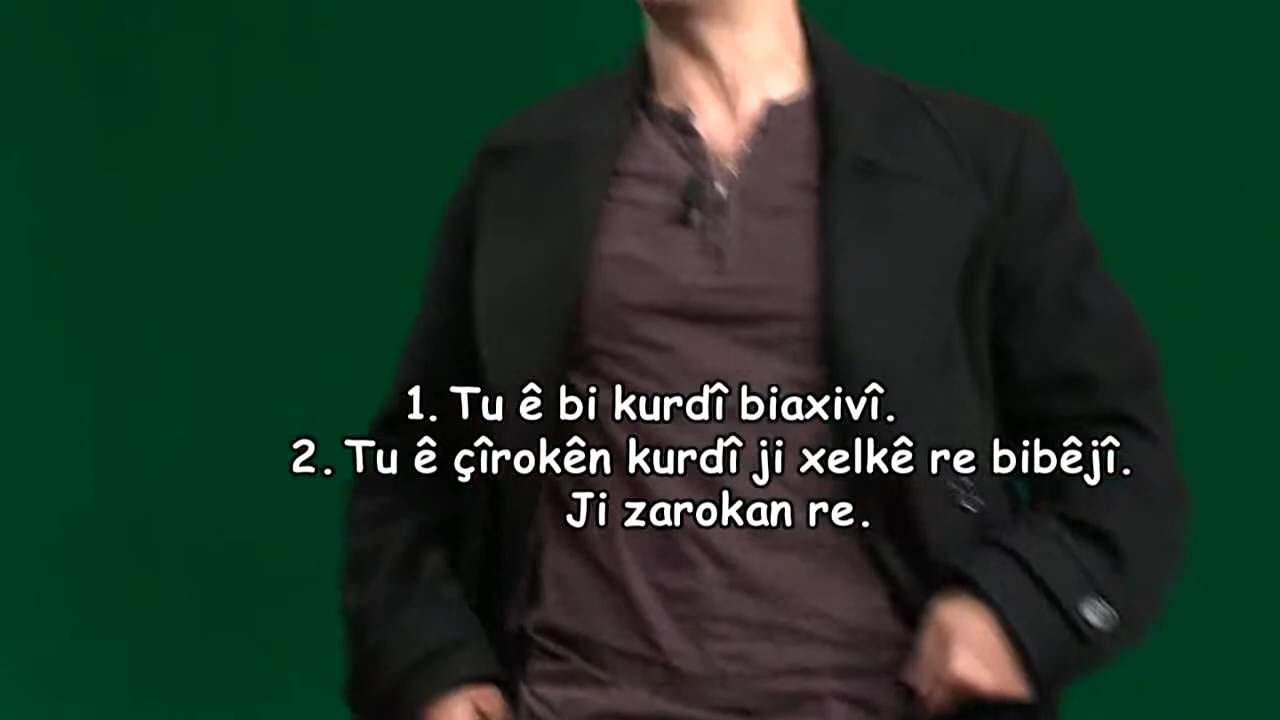 1. Tu ê bi kurdî biaxivî.
2. Tu ê çîrokên kurdî ji xelkê re bibêjî.
Ji zarokan re.